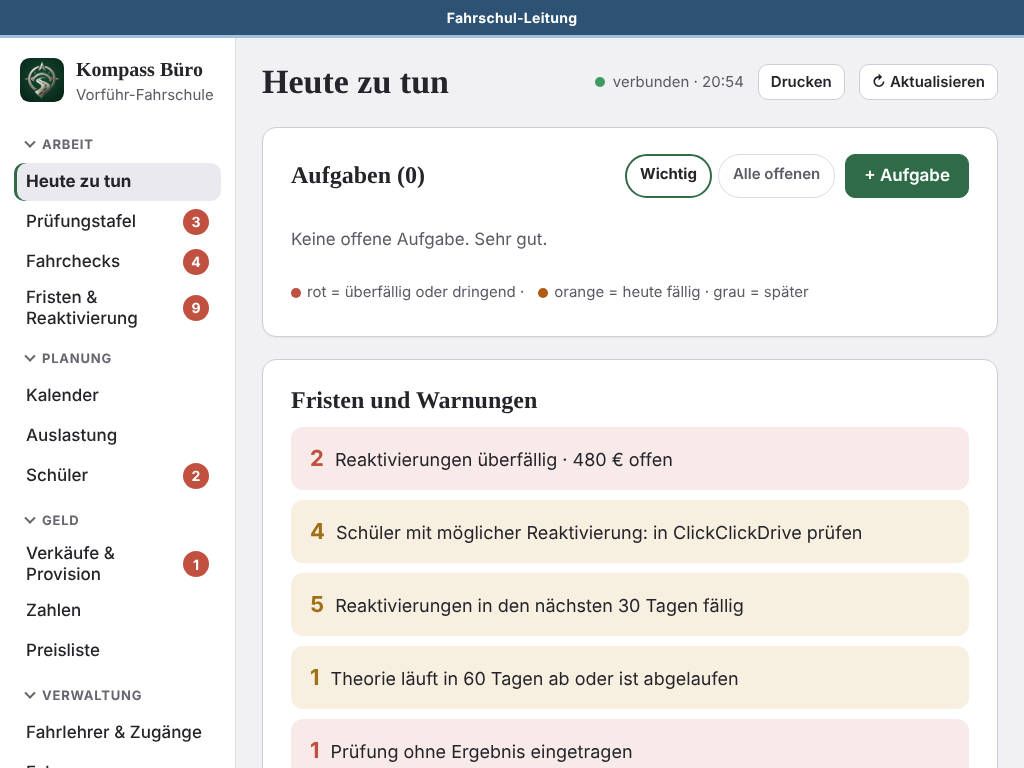 Fahrschul-Leitung
Kompass Büro
Vorführ-Fahrschule
ARBEIT
Heute zu tun
Prüfungstafel 3
Fahrchecks 4
Fristen &
Reaktivierung 9
PLANUNG
Kalender
Auslastung
Schüler 2
GELD
Verkäufe &
Provision 1
Zahlen
Preisliste
VERWALTUNG
Fahrlehrer & Zugänge
Heute zu tun
verbunden · 20:54
Drucken
Aktualisieren
Aufgaben (0)
Wichtig
Alle offenen
+ Aufgabe
Keine offene Aufgabe. Sehr gut.
rot = überfällig oder dringend · orange = heute fällig · grau = später
Fristen und Warnungen
2 Reaktivierungen überfällig · 480 € offen
4 Schüler mit möglicher Reaktivierung: in ClickClickDrive prüfen
5 Reaktivierungen in den nächsten 30 Tagen fällig
1 Theorie läuft in 60 Tagen ab oder ist abgelaufen
1 Prüfung ohne Ergebnis eingetragen